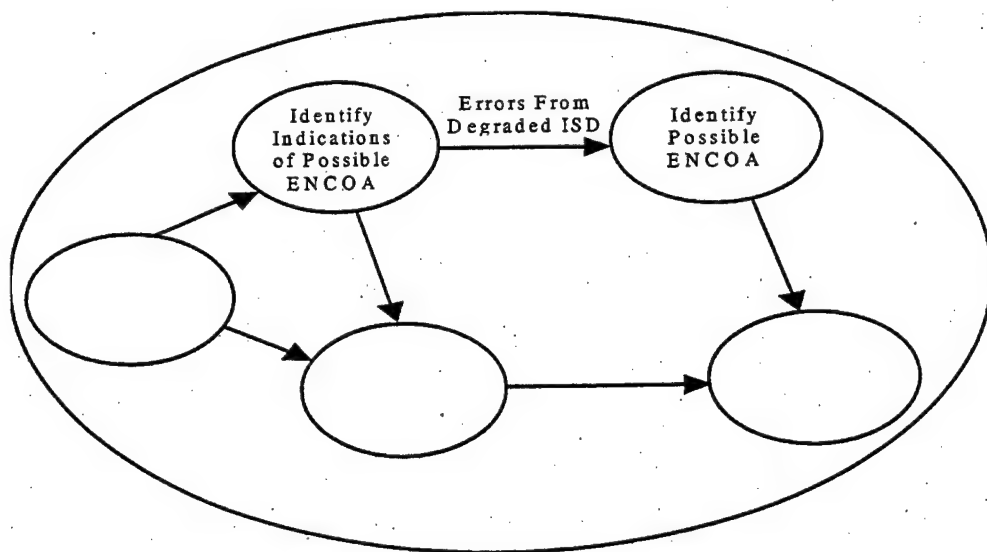 Identify
Indications
of Possible
ENCOA
Errors From
Degraded ISD
Identify
Possible
ENCOA